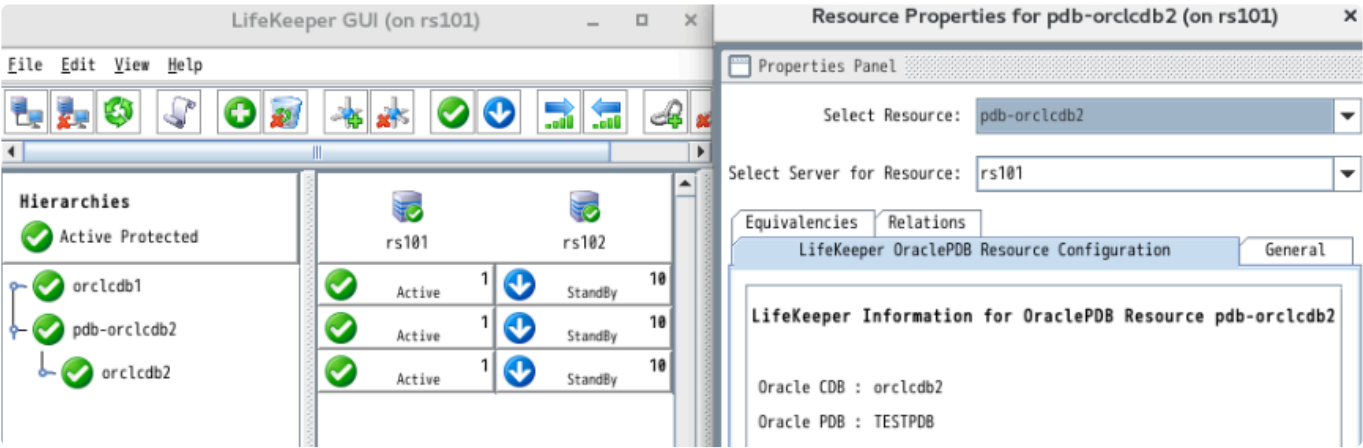 LifeKeeper GUI (on rs101)
File Edit View Help
Hierarchies
Active Protected
rs101
rs102
orclcdb1
Active 1
StandBy 10
pdb-orclcdb2
Active 1
StandBy 10
orclcdb2
Active 1
StandBy 10
Resource Properties for pdb-orclcdb2 (on rs101)
Properties Panel
Select Resource: pdb-orclcdb2
Select Server for Resource: rs101
Equivalencies Relations
LifeKeeper OraclePDB Resource Configuration General
LifeKeeper Information for OraclePDB Resource pdb-orclcdb2
Oracle CDB : orclcdb2
Oracle PDB : TESTPDB